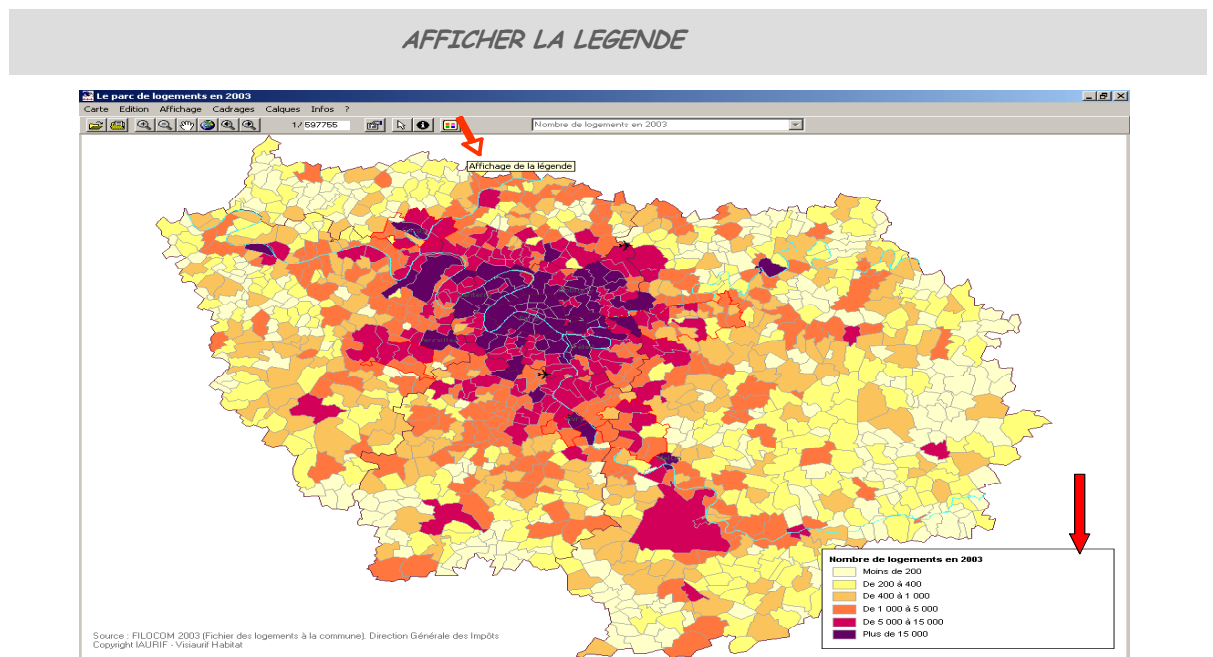 AFFICHER LA LEGENDE
Le parc de logements en 2003
Carte Edition Affichage Cadrages Calques Infos ?
1/ 597755
Nombre de logements en 2003
Affichage de la légende
Nombre de logements en 2003
Moins de 200
De 200 à 400
De 400 à 1 000
De 1 000 à 5 000
De 5 000 à 15 000
Plus de 15 000
Source : FILOCOM 2003 (Fichier des logements à la commune). Direction Générale des Impôts
Copyright IAURIF - Visiaurif Habitat